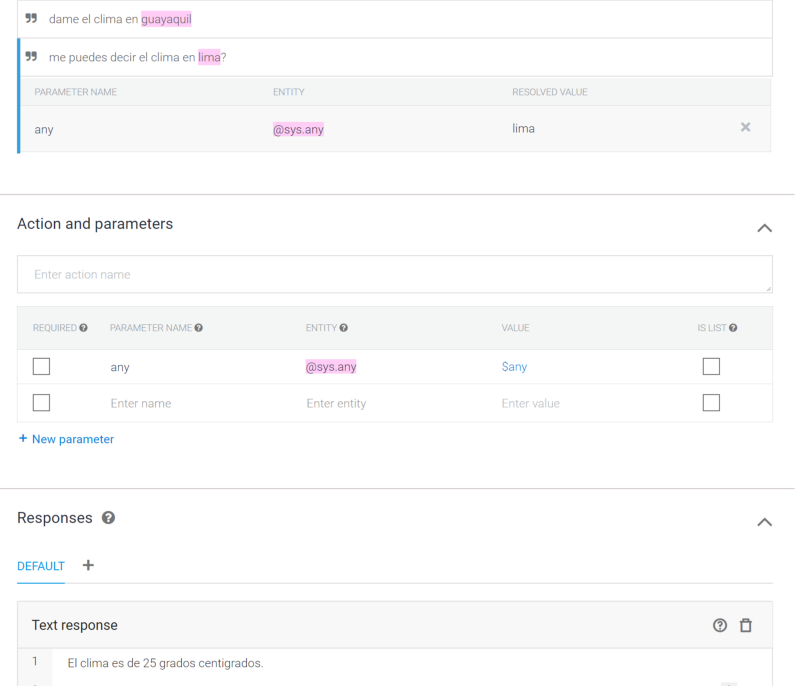 dame el clima en guayaquil
me puedes decir el clima en lima?
PARAMETER NAME ENTITY RESOLVED VALUE
any @sys.any lima
Action and parameters
Enter action name
REQUIRED PARAMETER NAME ENTITY VALUE IS LIST
any @sys.any $any
Enter name Enter entity Enter value
+ New parameter
Responses
DEFAULT +
Text response
1 El clima es de 25 grados centigrados.